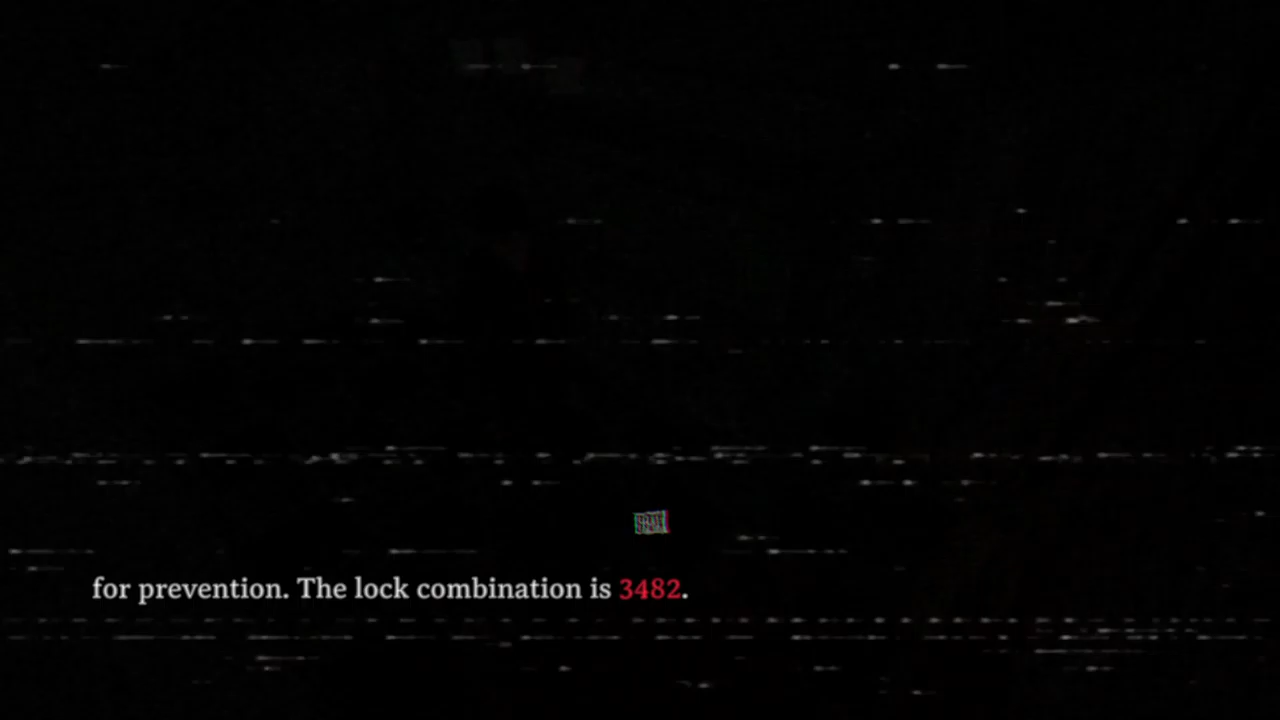 for prevention. The lock combination is 3482.